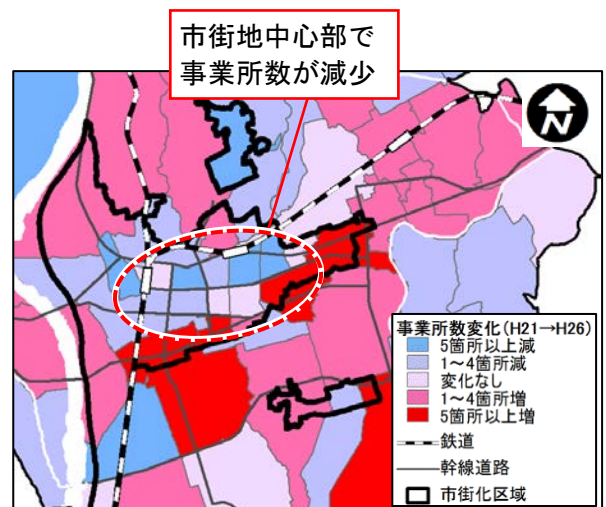 市街地中心部で
事業所数が減少
N
事業所数変化(H21→H26)
5箇所以上減
1～4箇所減
変化なし
1～4箇所増
5箇所以上増
鉄道
幹線道路
市街化区域